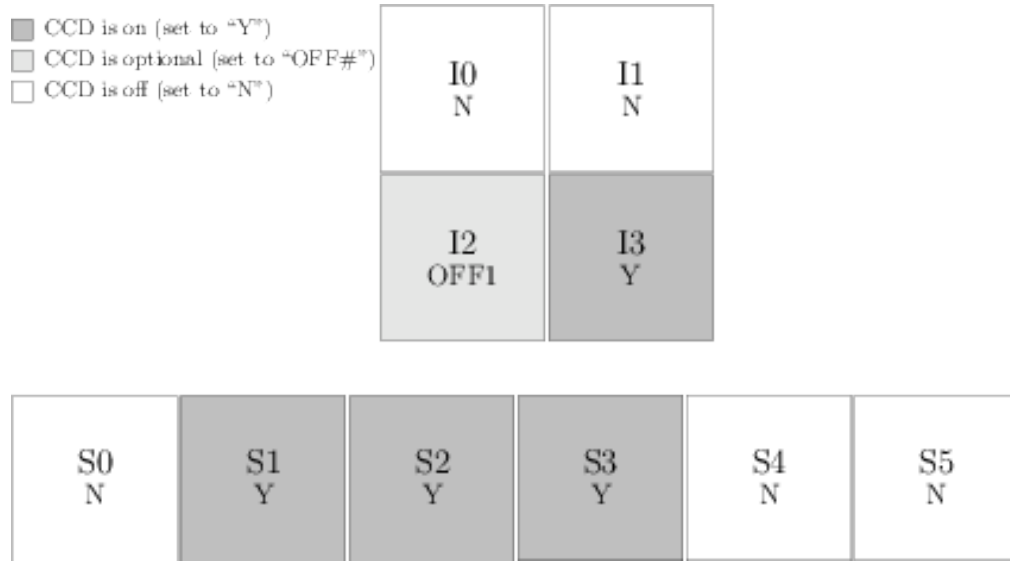 CCD is on (set to “Y”)
CCD is optional (set to “OFF#”)
CCD is off (set to “N”)
I0
N
I1
N
I2
OFF1
I3
Y
S0
N
S1
Y
S2
Y
S3
Y
S4
N
S5
N